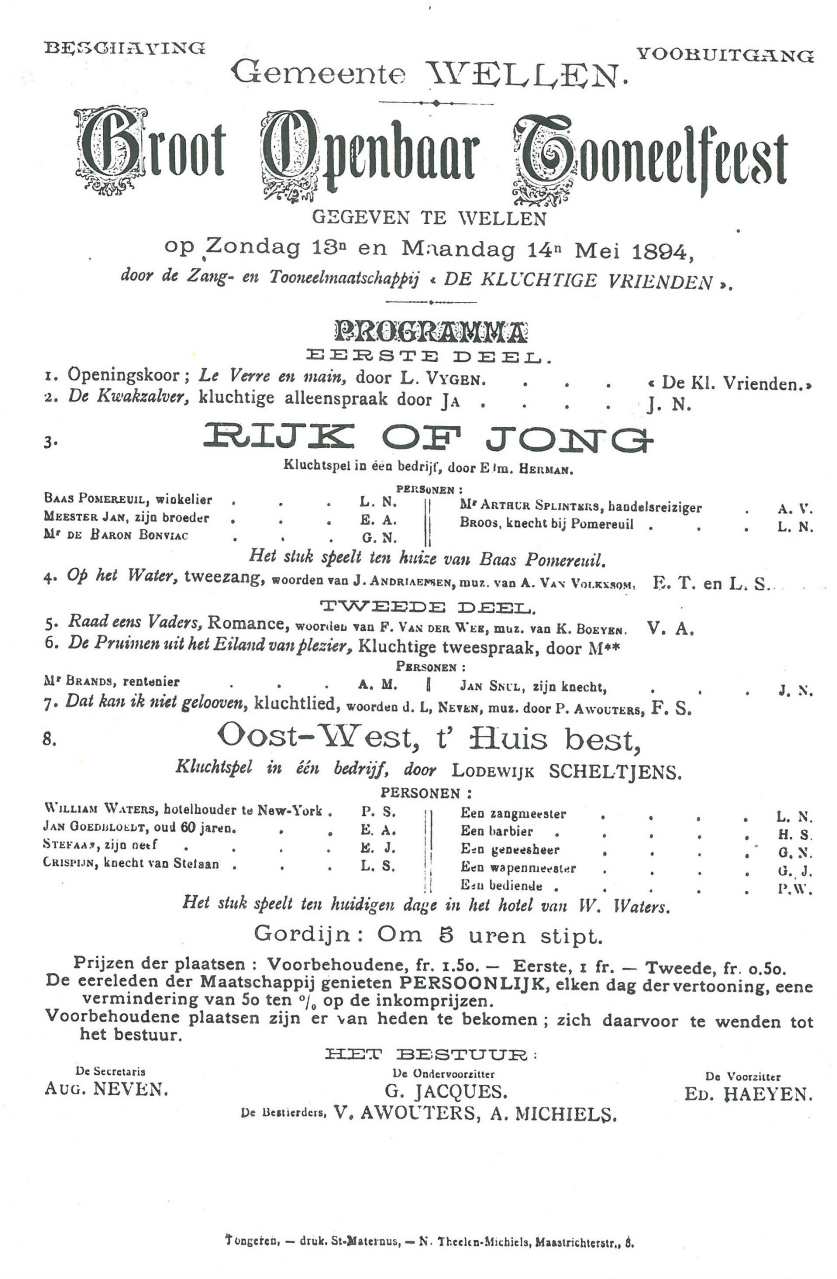 BESCHAVING VOORUITGANG
Gemeente WELLEN.
Groot Openbaar Tooneelfeest
GEGEVEN TE WELLEN
op Zondag 13n en Maandag 14n Mei 1894,
door de Zang- en Tooneelmaatschappij « DE KLUCHTIGE VRIENDEN ».
PROGRAMMA
EERSTE DEEL.
1. Openingskoor ; Le Verre en main, door L. VYGEN. . . . « De Kl. Vrienden.»
2. De Kwakzalver, kluchtige alleenspraak door JA . . . . J. N.
3. RIJK OF JONG
Kluchtspel in één bedrijf, door Elm. HERMAN.
PERSONEN :
BAAS POMEREUIL, winkelier . . . L. N.
MEESTER JAN, zijn broeder . . . E. A.
Mr DE BARON BONVIAC . . . G. N.
Mr ARTHUR SPLINTERS, handelsreiziger . A. V.
BROOS, knecht bij Pomereuil . . . L. N.
Het stuk speelt ten huize van Baas Pomereuil.
4. Op het Water, tweezang, woorden van J. ANDRIAENSEN, muz. van A. VAN VOLKXSOM, E. T. en L. S.
TWEEDE DEEL.
5. Raad eens Vaders, Romance, woorden van F. VAN DER WEE, muz. van K. BOEYEN. V. A.
6. De Pruimen uit het Eiland van plezier, Kluchtige tweespraak, door M**
PERSONEN :
Mr BRANDS, rentenier . . . A. M.
JAN SNUL, zijn knecht, . . . J. N.
7. Dat kan ik niet gelooven, kluchtlied, woorden d. L, NEVEN, muz. door P. AWOUTERS, F. S.
8. Oost-West, t' Huis best,
Kluchtspel in één bedrijf, door LODEWIJK SCHELTJENS.
PERSONEN :
WILLIAM WATERS, hotelhouder te New-York . P. S.
JAN GOEDBLOEDT, oud 60 jaren. . . E. A.
STEFAAN, zijn neef . . . . E. J.
CRISPIJN, knecht van Stefaan . . . L. S.
Een zangmeester . . . . L. N.
Een barbier . . . . . H. S.
Een geneesheer . . . . G. N.
Een wapenmeester . . . . G. J.
Een bediende . . . . . P. W.
Het stuk speelt ten huidigen dage in het hotel van W. Waters.
Gordijn : Om 5 uren stipt.
Prijzen der plaatsen : Voorbehoudene, fr. 1.50. — Eerste, 1 fr. — Tweede, fr. 0.50.
De eereleden der Maatschappij genieten PERSOONLIJK, elken dag der vertooning, eene
vermindering van 50 ten % op de inkomprijzen.
Voorbehoudene plaatsen zijn er van heden te bekomen ; zich daarvoor te wenden tot
het bestuur.
HET BESTUUR :
De Secretaris De Ondervoorzitter De Voorzitter
AUG. NEVEN. G. JACQUES. ED. HAEYEN.
De Bestierders, V. AWOUTERS, A. MICHIELS.
Tongeren, — druk. St-Maternus, — N. Theelen-Michiels, Maastrichterstr., 8.